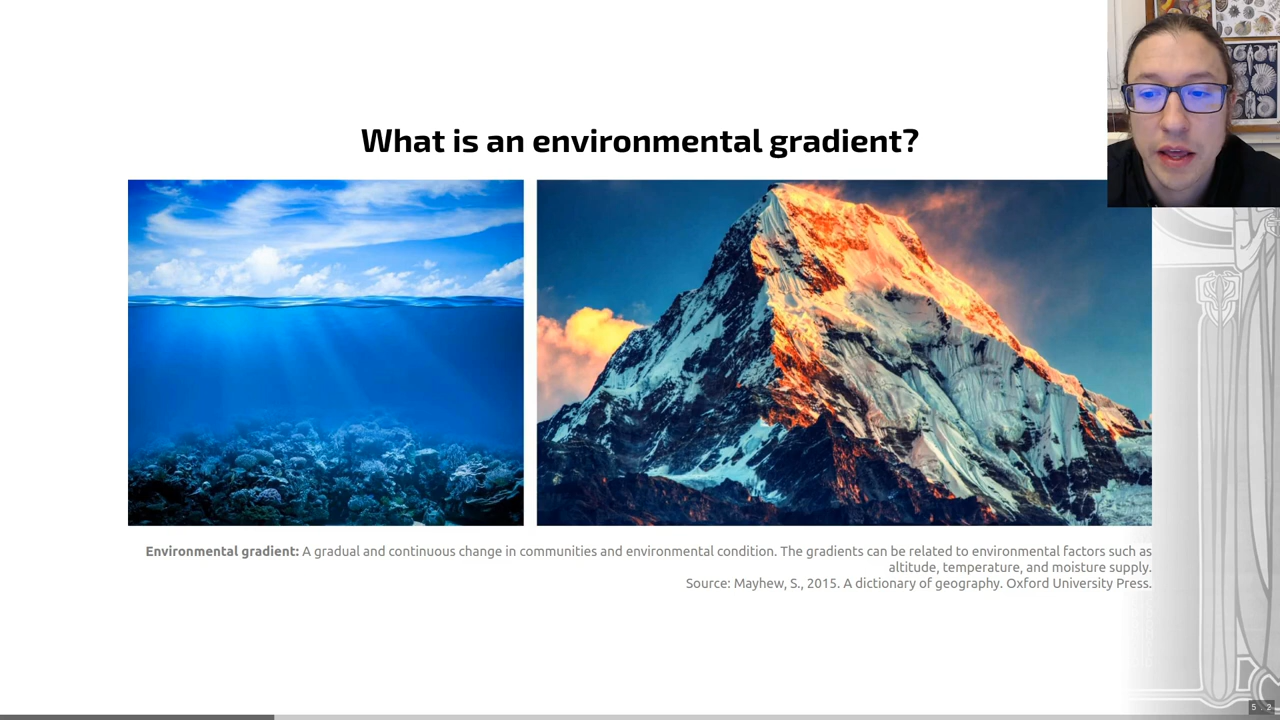 What is an environmental gradient?
Environmental gradient: A gradual and continuous change in communities and environmental condition. The gradients can be related to environmental factors such as
altitude, temperature, and moisture supply.
Source: Mayhew, S., 2015. A dictionary of geography. Oxford University Press.
5 . 2